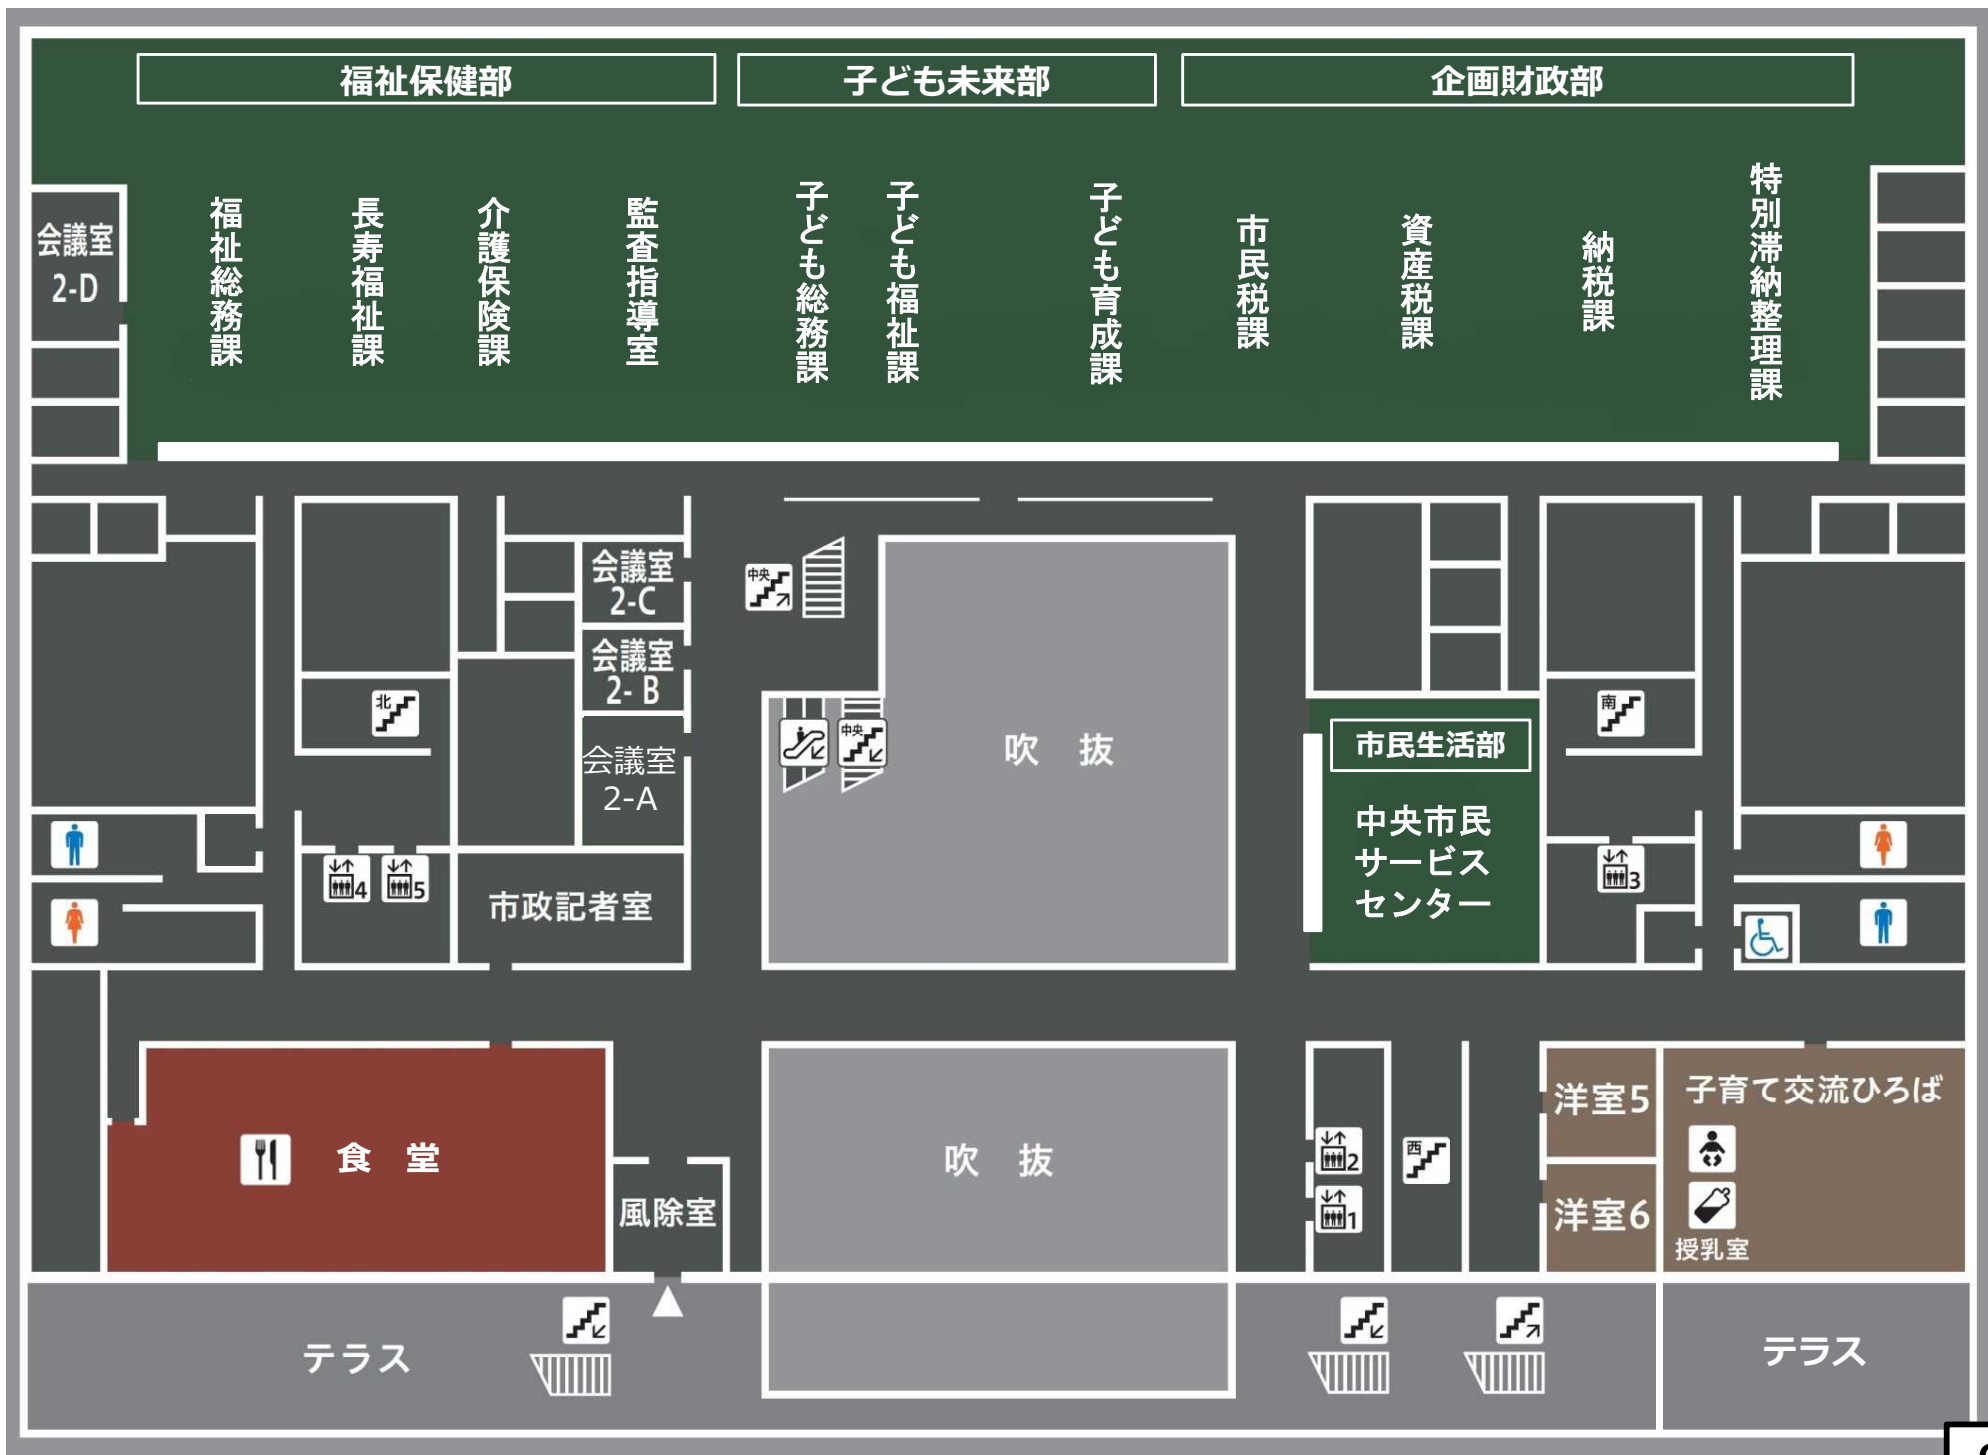 福祉保健部
子ども未来部
企画財政部
会議室
2-D
福祉総務課
長寿福祉課
介護保険課
監査指導室
子ども総務課
子ども福祉課
子ども育成課
市民税課
資産税課
納税課
特別滞納整理課
会議室
2-C
中央
会議室
2- B
北
会議室
2-A
中央
吹 抜
市民生活部
中央市民
サービス
センター
南
4
5
3
市政記者室
食 堂
風除室
吹 抜
2
1
西
洋室5
洋室6
子育て交流ひろば
授乳室
テラス
テラス